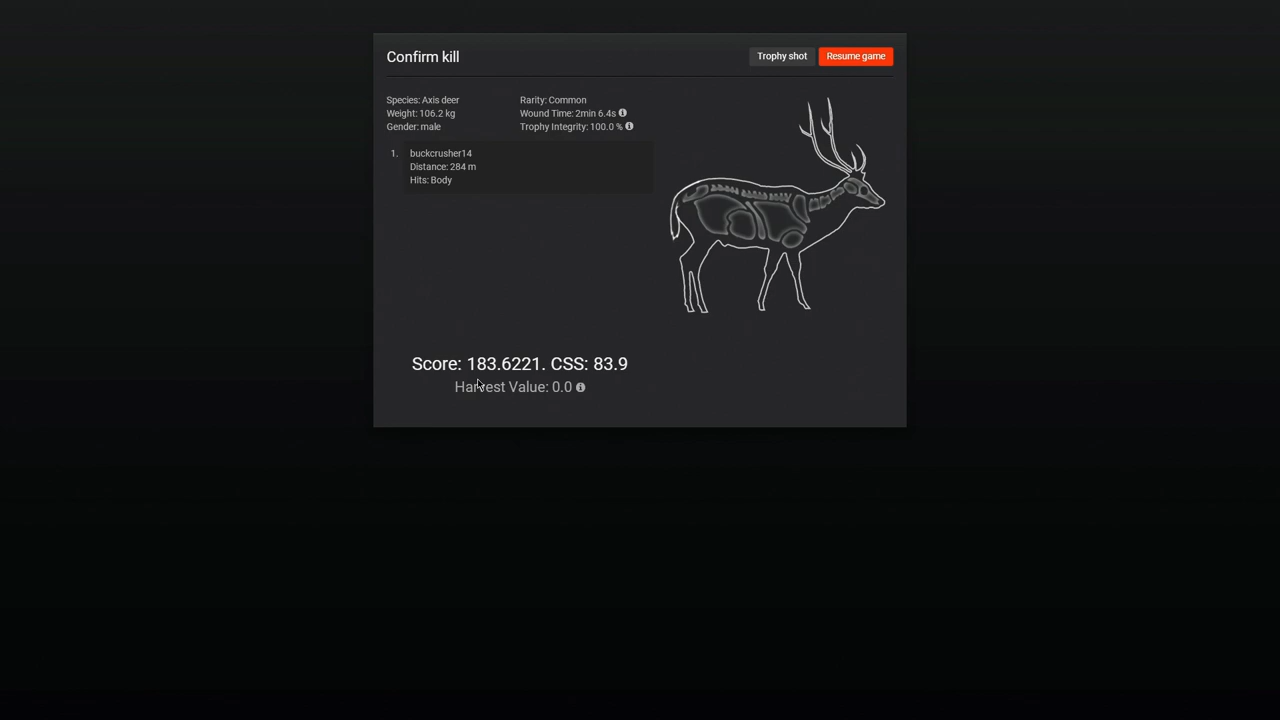 Confirm kill
Trophy shot
Resume game
Species: Axis deer
Weight: 106.2 kg
Gender: male
Rarity: Common
Wound Time: 2min 6.4s
Trophy Integrity: 100.0 %
1. buckcrusher14
Distance: 284 m
Hits: Body
Score: 183.6221. CSS: 83.9
Harvest Value: 0.0